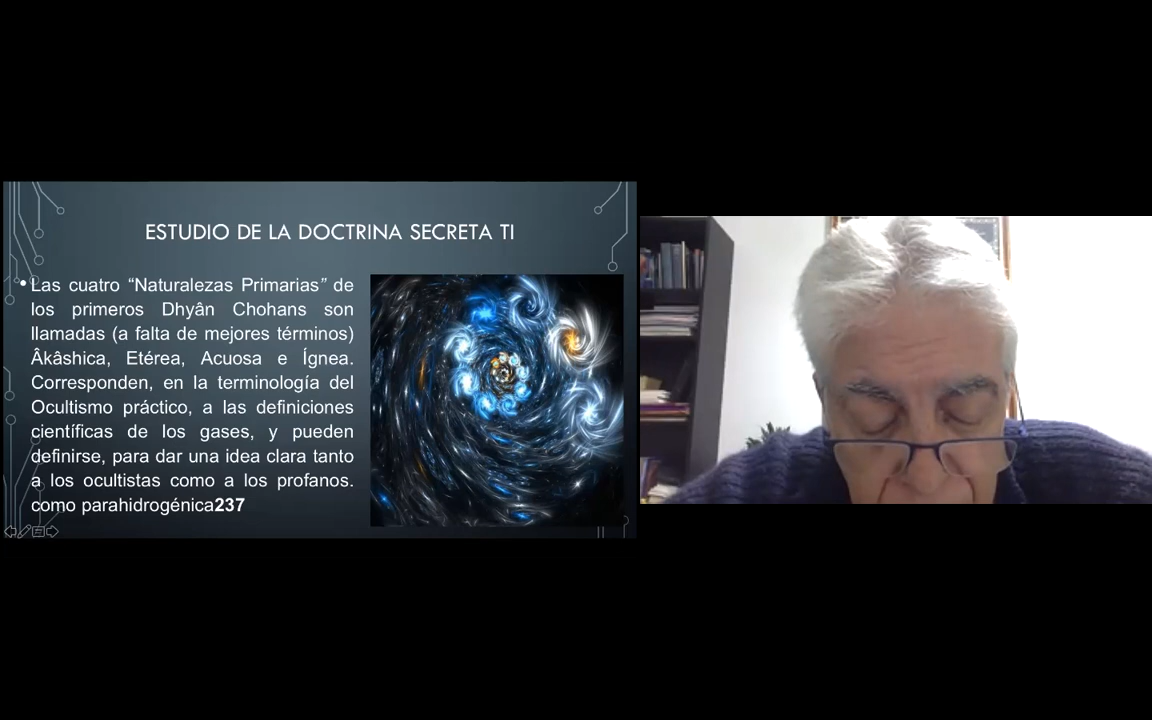 ESTUDIO DE LA DOCTRINA SECRETA TI
• Las cuatro “Naturalezas Primarias” de
los primeros Dhyân Chohans son
llamadas (a falta de mejores términos)
Âkâshica, Etérea, Acuosa e Ígnea.
Corresponden, en la terminología del
Ocultismo práctico, a las definiciones
científicas de los gases, y pueden
definirse, para dar una idea clara tanto
a los ocultistas como a los profanos.
como parahidrogénica237